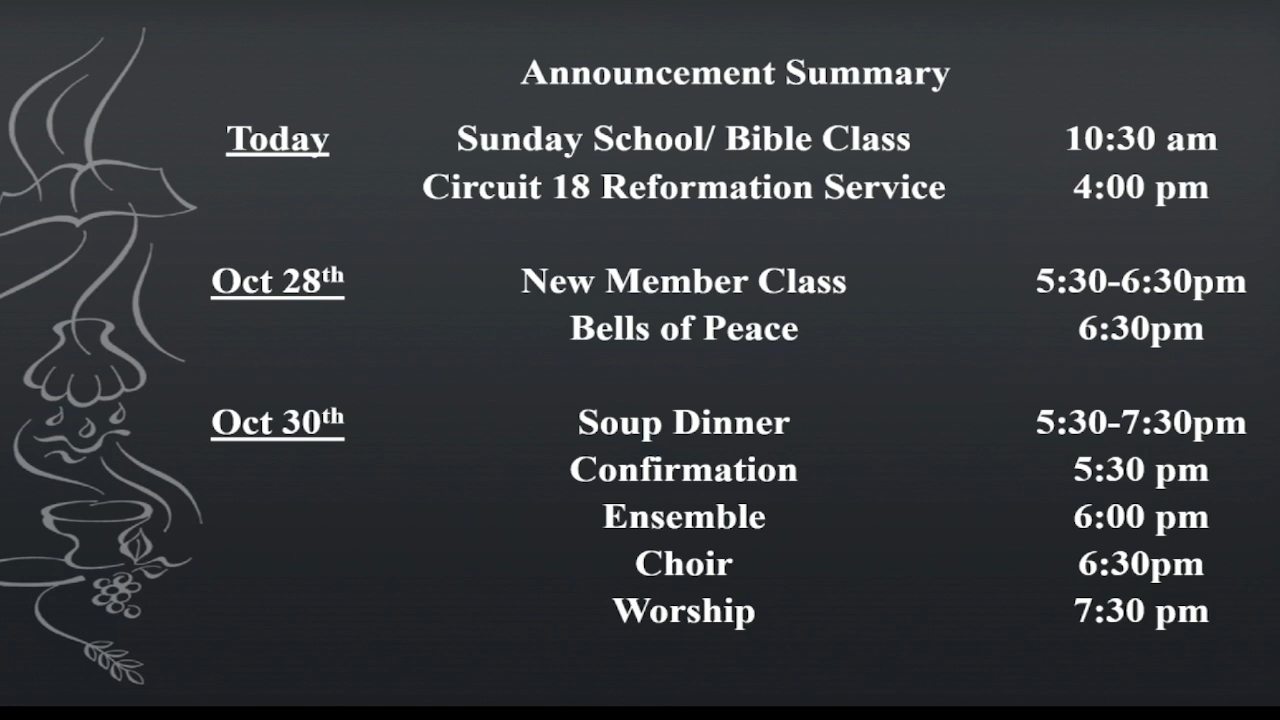 Announcement Summary
Today Sunday School/ Bible Class 10:30 am
Circuit 18 Reformation Service 4:00 pm
Oct 28th New Member Class 5:30-6:30pm
Bells of Peace 6:30pm
Oct 30th Soup Dinner 5:30-7:30pm
Confirmation 5:30 pm
Ensemble 6:00 pm
Choir 6:30pm
Worship 7:30 pm